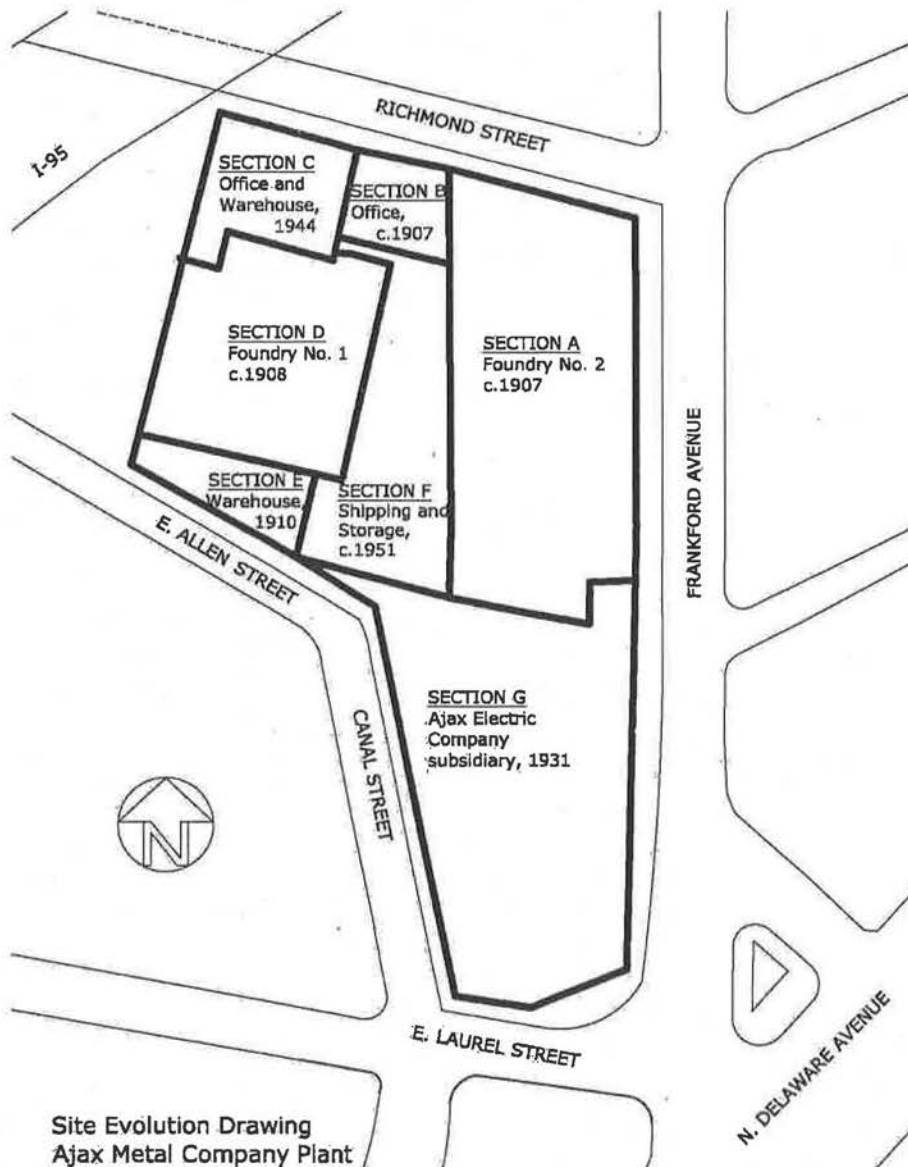 RICHMOND STREET
I-95
SECTION C
Office and
Warehouse,
1944
SECTION B
Office,
c.1907
SECTION D
Foundry No. 1
c.1908
SECTION A
Foundry No. 2
c.1907
FRANKFORD AVENUE
SECTION E
Warehouse,
1910
SECTION F
Shipping and
Storage,
c.1951
E. ALLEN STREET
SECTION G
Ajax Electric
Company
subsidiary, 1931
CANAL STREET
N
E. LAUREL STREET
N. DELAWARE AVENUE
Site Evolution Drawing
Ajax Metal Company Plant